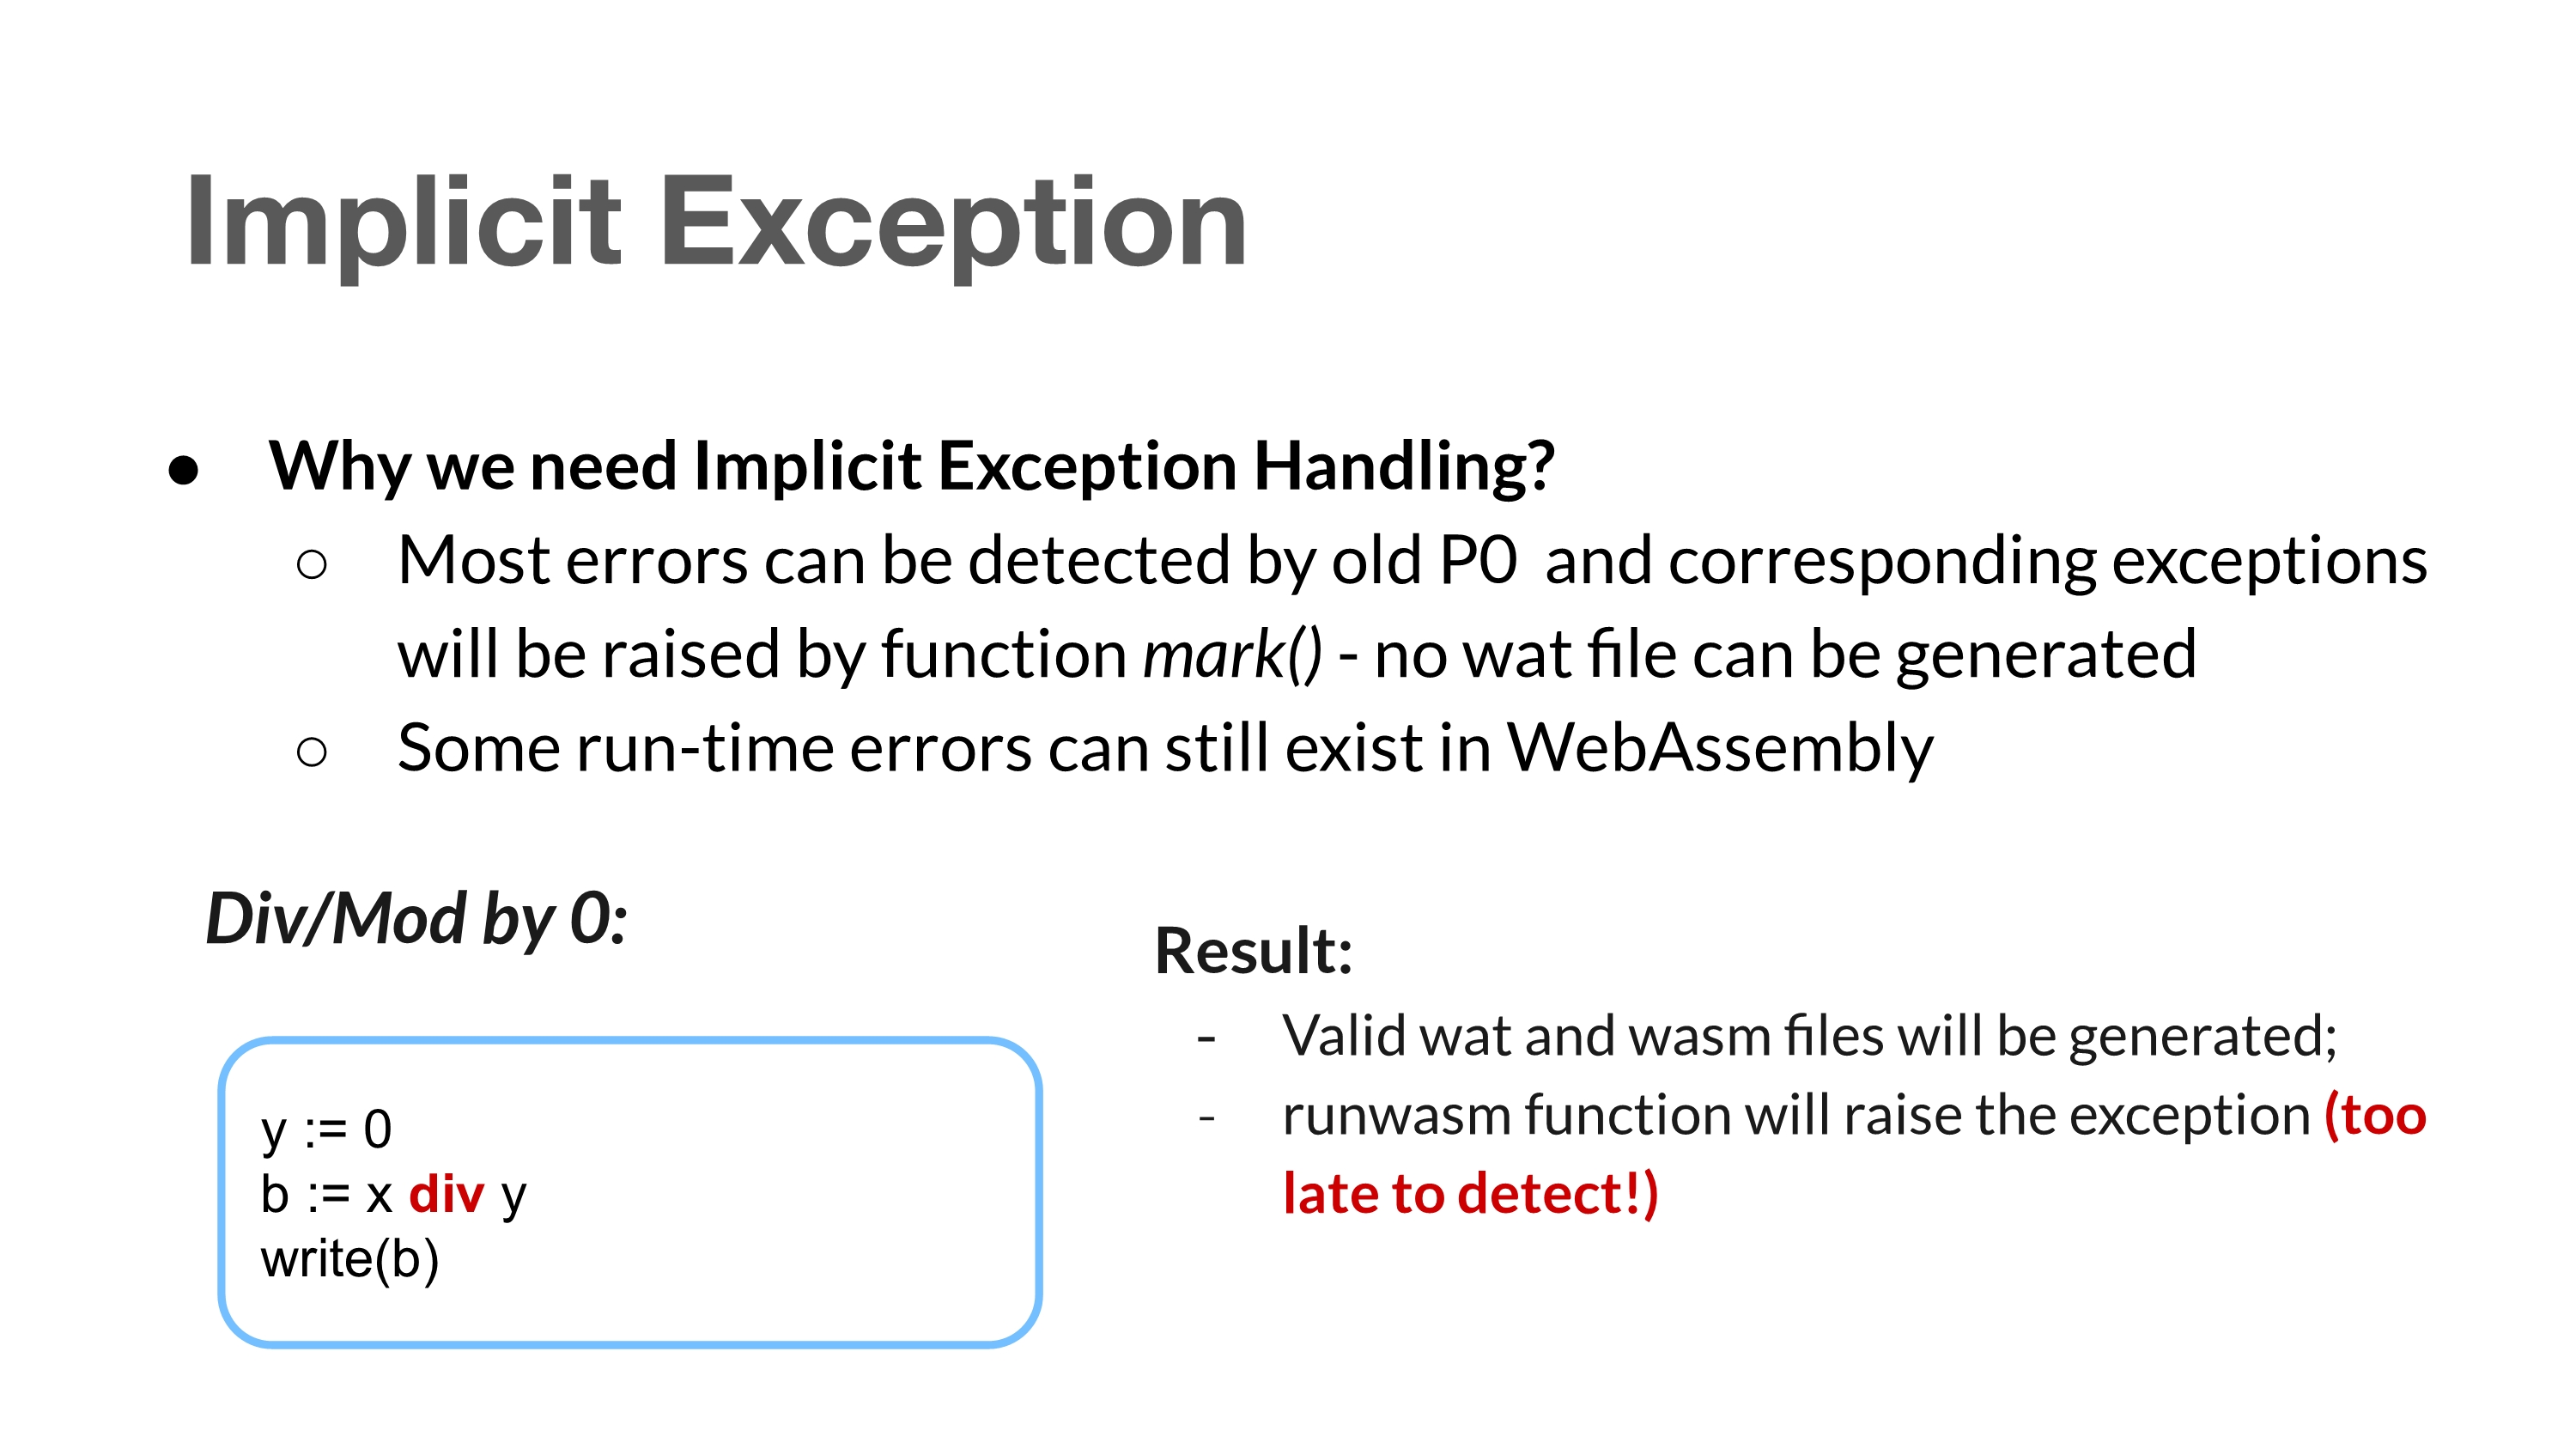 Implicit Exception
● Why we need Implicit Exception Handling?
○ Most errors can be detected by old P0 and corresponding exceptions
will be raised by function mark() - no wat file can be generated
○ Some run-time errors can still exist in WebAssembly
Div/Mod by 0:
y := 0
b := x div y
write(b)
Result:
- Valid wat and wasm files will be generated;
- runwasm function will raise the exception (too
late to detect!)